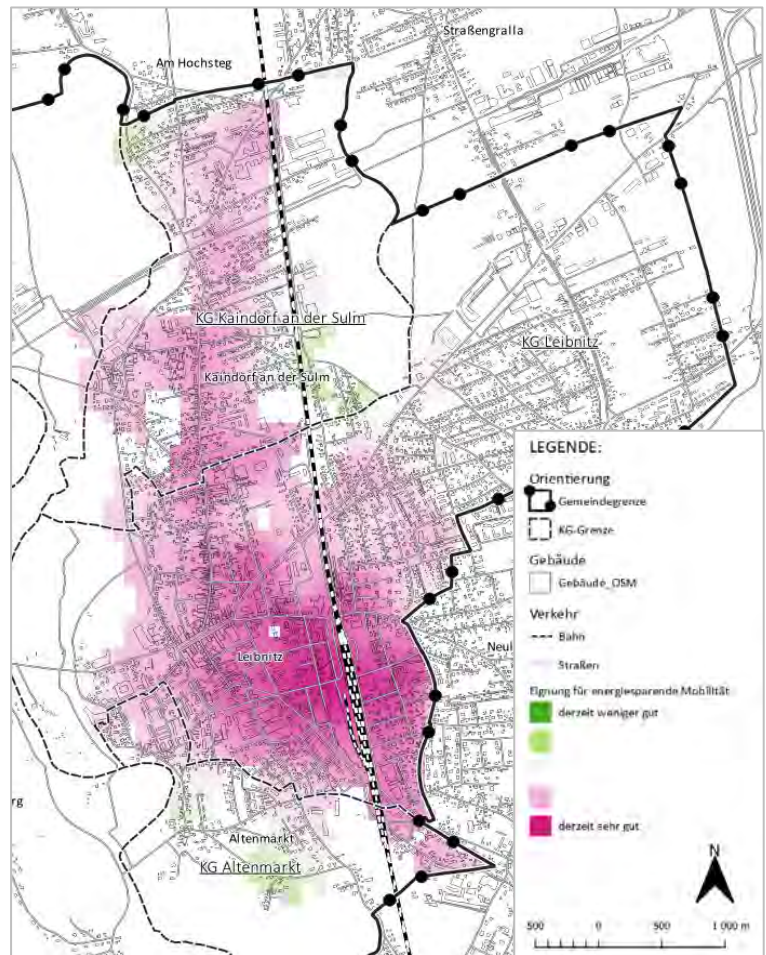 Straßengralla
Am Hochsteg
KG Kaindorf an der Sulm
KG Leibnitz
Kaindorf an der Sulm
Leibnitz
Neul
rg
Altenmarkt
KG Altenmarkt
LEGENDE:
Orientierung
Gemeindegrenze
KG-Grenze
Gebäude
Gebäude_OSM
Verkehr
Bahn
Straßen
Eignung für energiesparende Mobilität
derzeit weniger gut
derzeit sehr gut
N
500 0 500 1 000 m